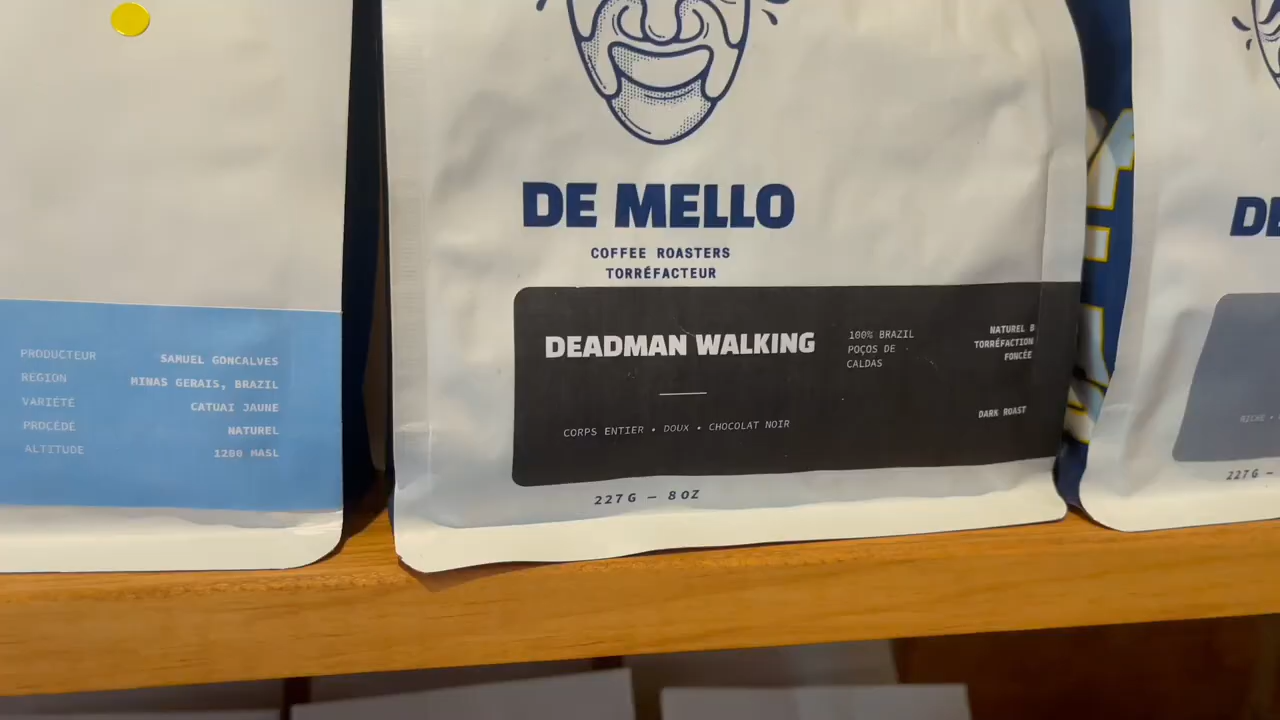 PRODUCTEUR SAMUEL GONCALVES
REGION MINAS GERAIS, BRAZIL
VARIÉTÉ CATUAI JAUNE
PROCÉDÉ NATUREL
ALTITUDE 1200 MASL
DE MELLO
COFFEE ROASTERS
TORRÉFACTEUR
DEADMAN WALKING
CORPS ENTIER • DOUX • CHOCOLAT NOIR
100% BRAZIL
POÇOS DE
CALDAS
NATUREL B
TORRÉFACTION
FONCÉE
DARK ROAST
227G — 8OZ
DE
227G —